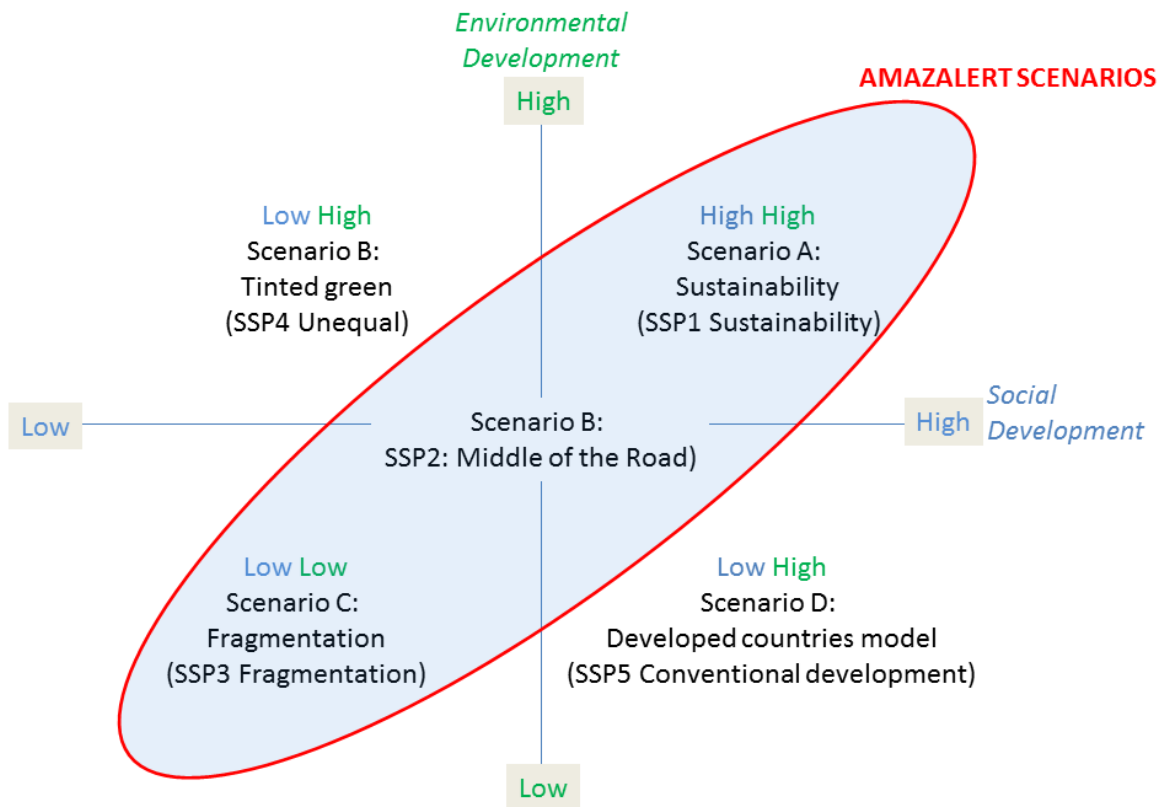 Environmental
Development
High
AMAZALERT SCENARIOS
Low High
Scenario B:
Tinted green
(SSP4 Unequal)
High High
Scenario A:
Sustainability
(SSP1 Sustainability)
Low
Scenario B:
SSP2: Middle of the Road)
High
Social
Development
Low Low
Scenario C:
Fragmentation
(SSP3 Fragmentation)
Low High
Scenario D:
Developed countries model
(SSP5 Conventional development)
Low